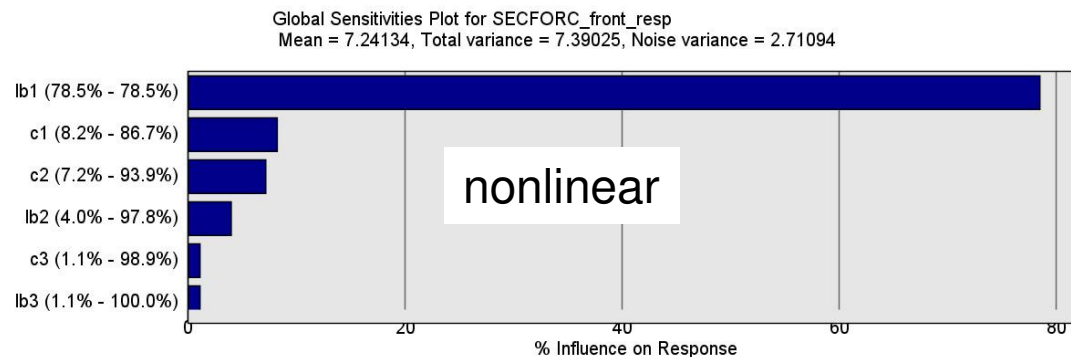 Global Sensitivities Plot for SECFORC_front_resp
Mean = 7.24134, Total variance = 7.39025, Noise variance = 2.71094
lb1 (78.5% - 78.5%)
c1 (8.2% - 86.7%)
c2 (7.2% - 93.9%)
lb2 (4.0% - 97.8%)
c3 (1.1% - 98.9%)
lb3 (1.1% - 100.0%)
nonlinear
0 20 40 60 80
% Influence on Response